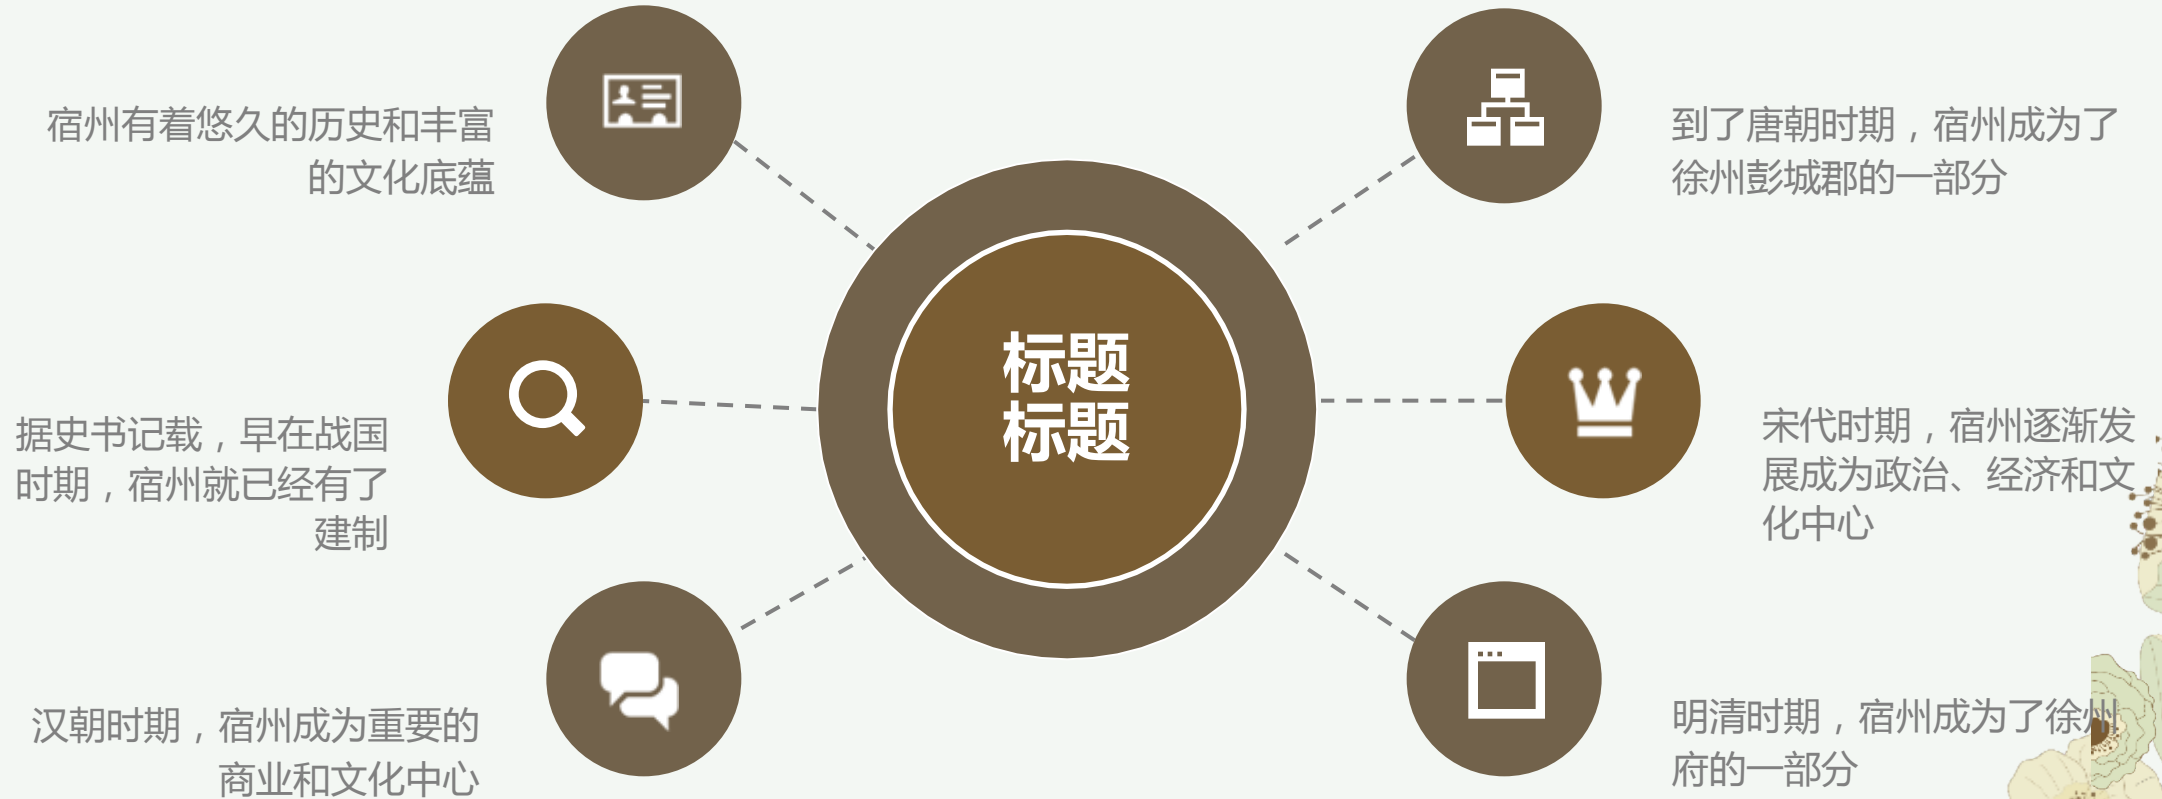 宿州有着悠久的历史和丰富
的文化底蕴
据史书记载，早在战国
时期，宿州就已经有了
建制
汉朝时期，宿州成为重要的
商业和文化中心
标题
标题
到了唐朝时期，宿州成为了
徐州彭城郡的一部分
宋代时期，宿州逐渐发
展成为政治、经济和文
化中心
明清时期，宿州成为了徐州
府的一部分